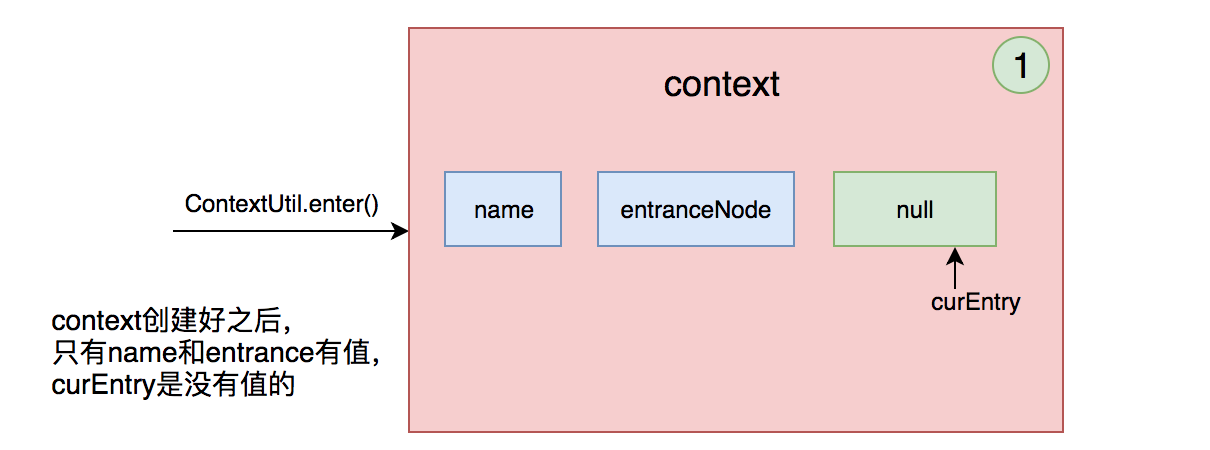 1
context
ContextUtil.enter()
name
entranceNode
null
curEntry
context创建好之后，
只有name和entrance有值，
curEntry是没有值的